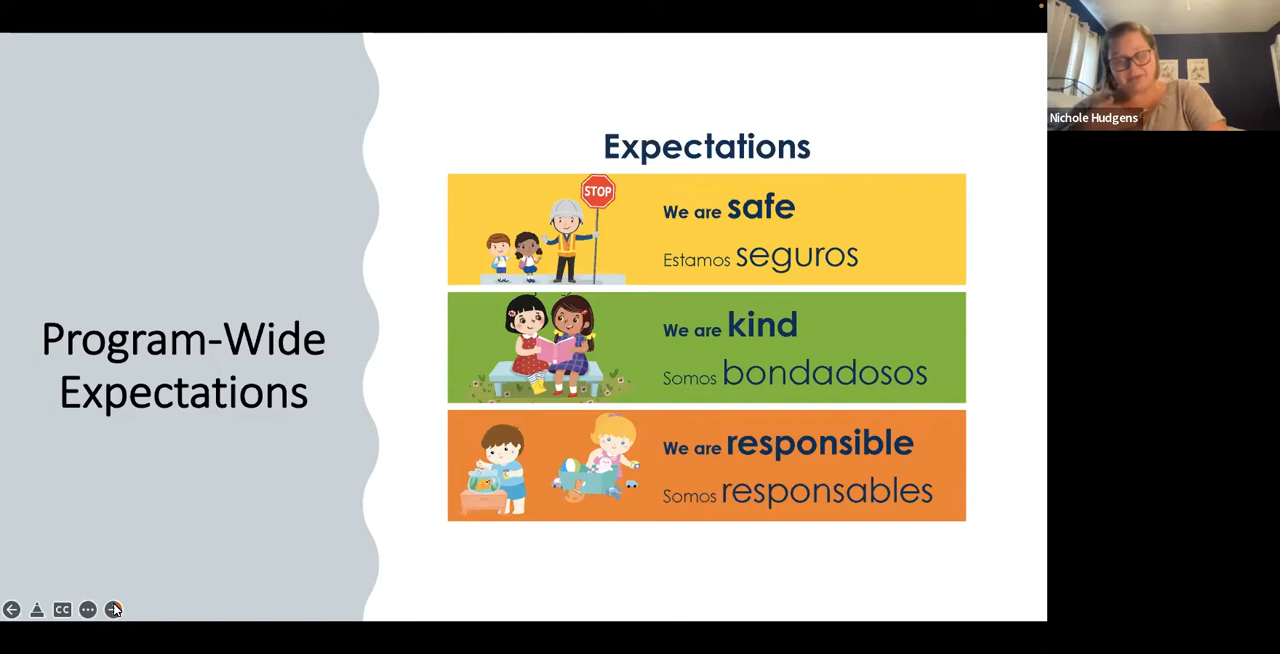 Program-Wide
Expectations
Expectations
STOP
We are safe
Estamos seguros
We are kind
Somos bondadosos
We are responsible
Somos responsables
CC
Nichole Hudgens